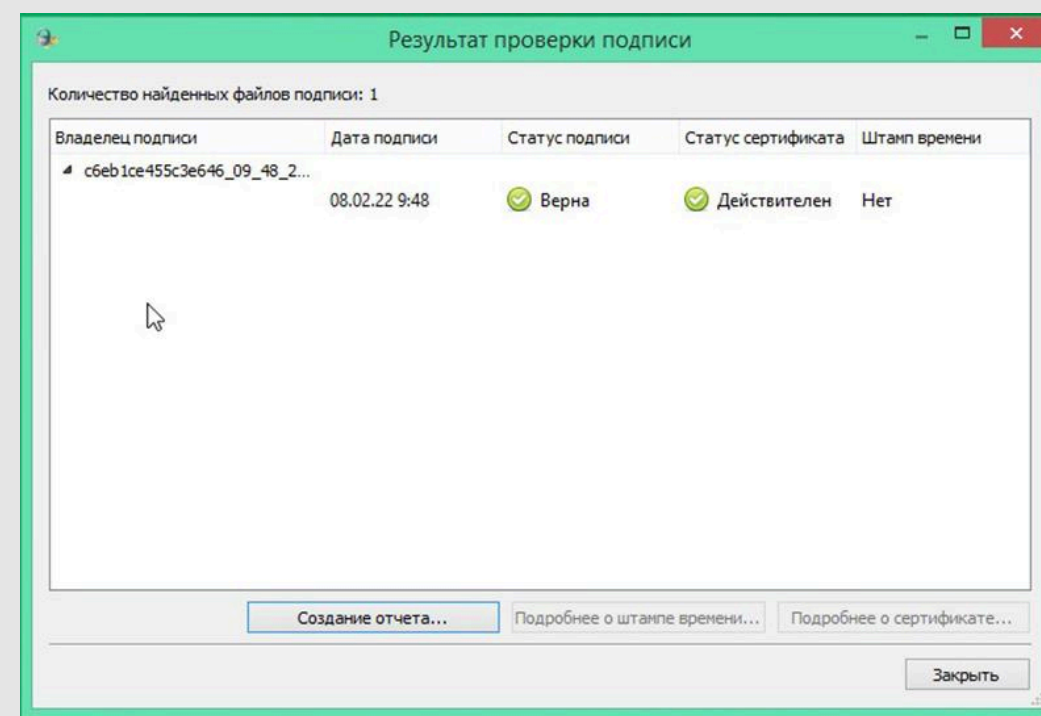 Результат проверки подписи
Количество найденных файлов подписи: 1
Владелец подписи Дата подписи Статус подписи Статус сертификата Штамп времени
c6eb1ce455c3e646_09_48_2...
08.02.22 9:48 Верна Действителен Нет
Создание отчета... Подробнее о штампе времени... Подробнее о сертификате...
Закрыть